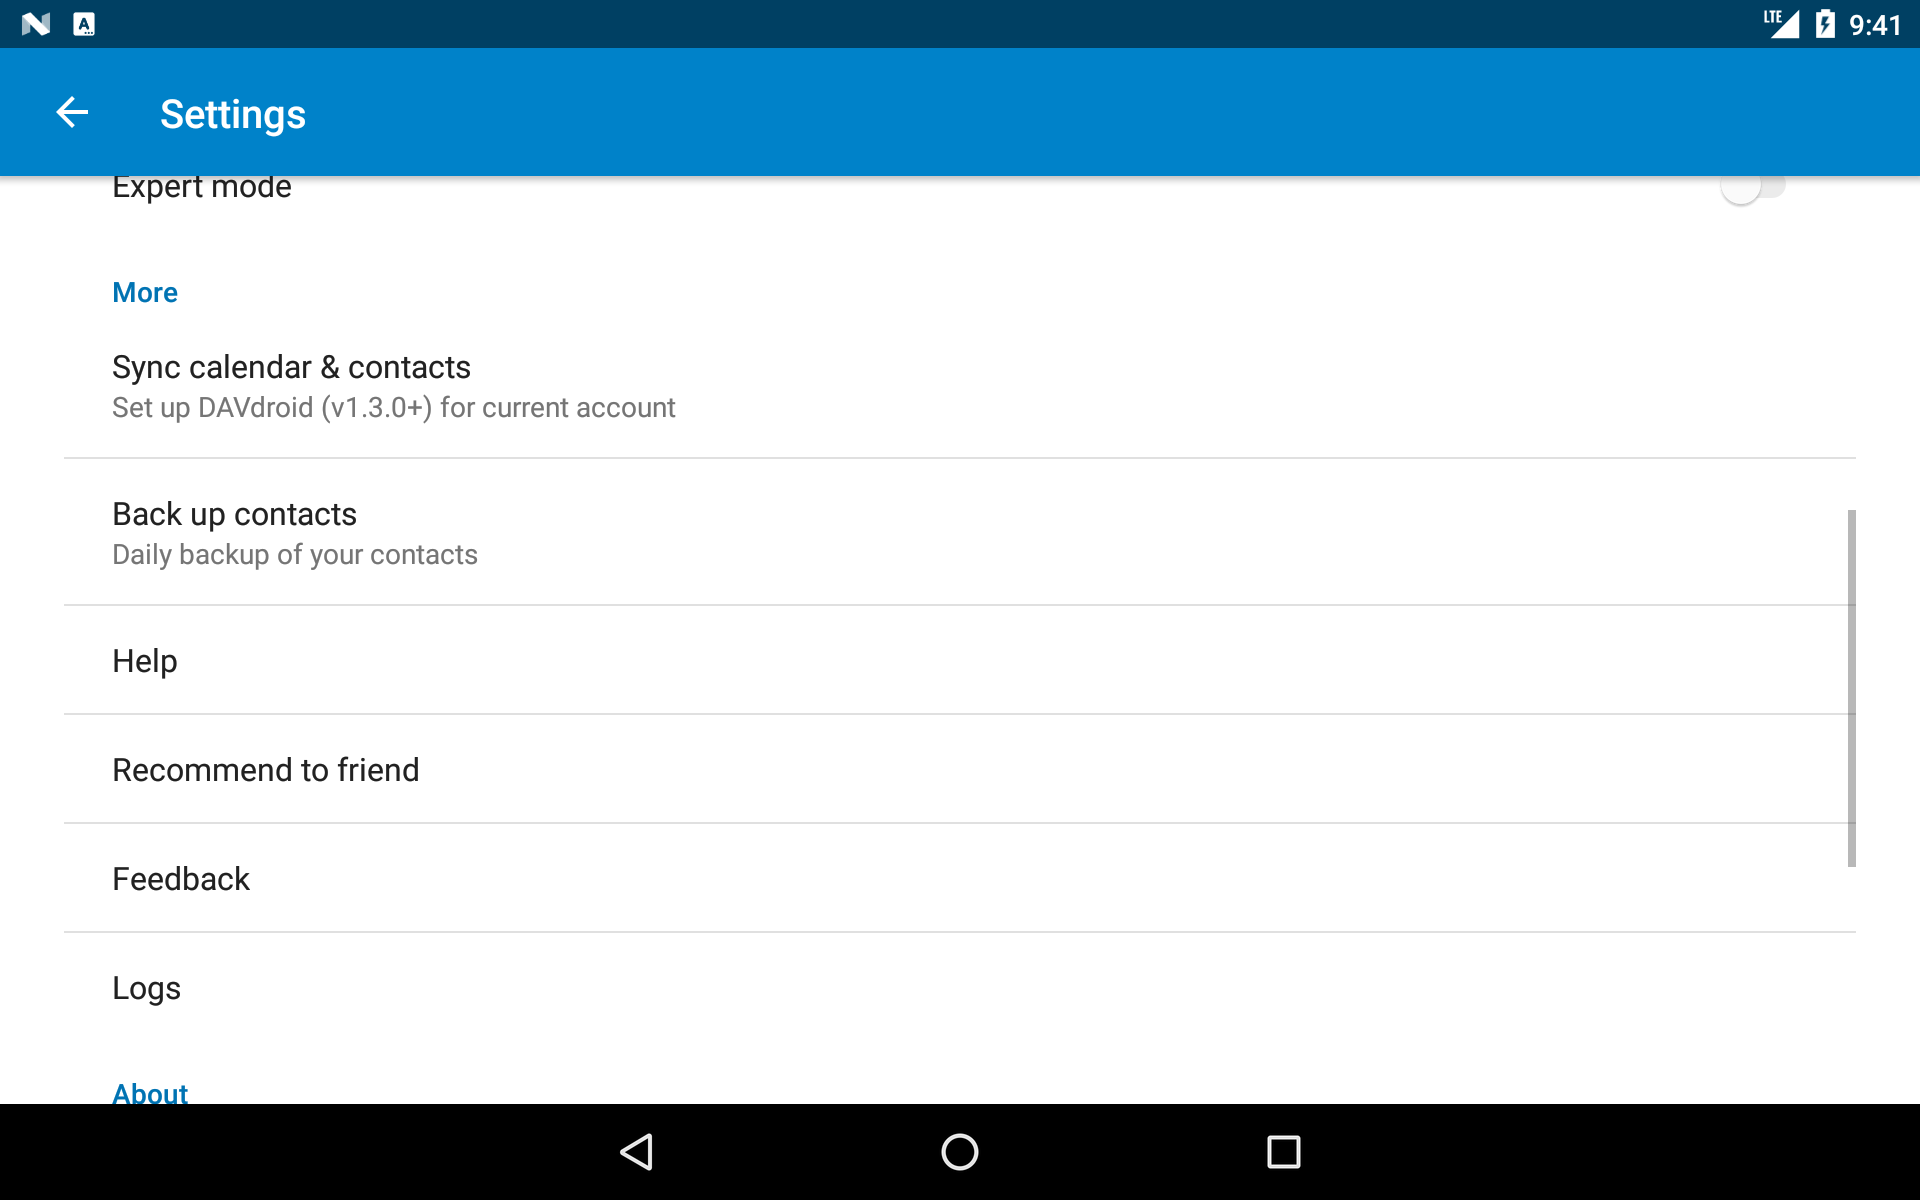 A
LTE
9:41
Settings
Expert mode
More
Sync calendar & contacts
Set up DAVdroid (v1.3.0+) for current account
Back up contacts
Daily backup of your contacts
Help
Recommend to friend
Feedback
Logs
About